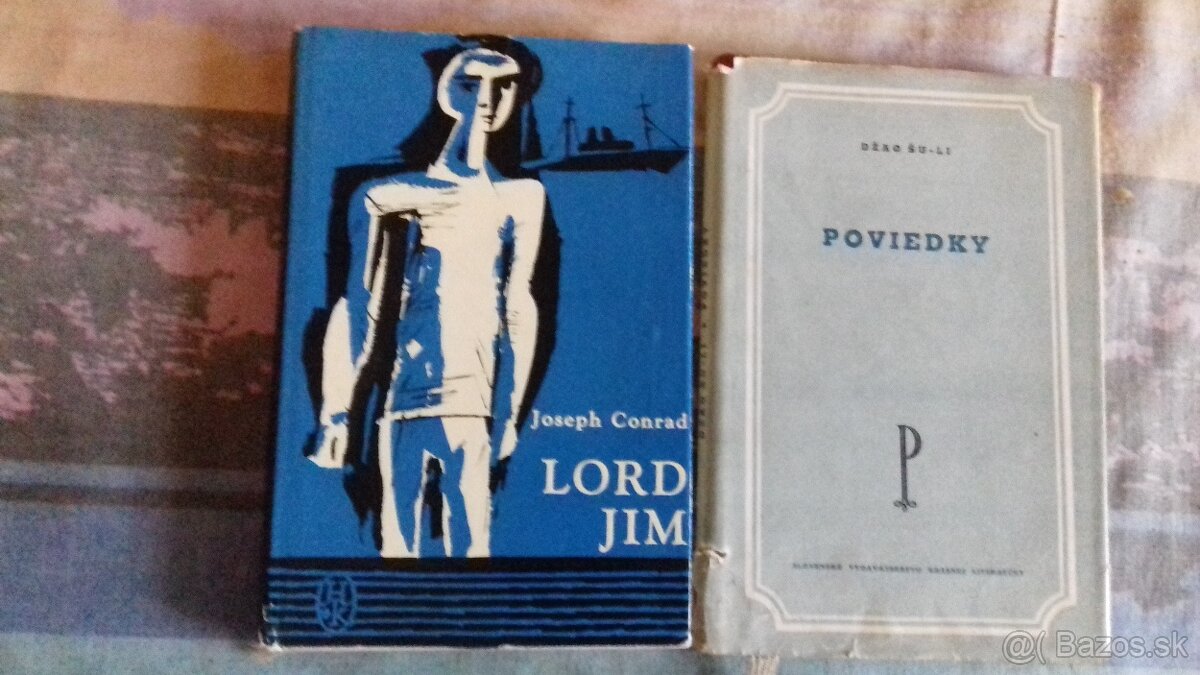 Joseph Conrad
LORD
JIM
DŽAO ŠU-LI
POVIEDKY
P
SLOVENSKÉ VYDAVATEĽSTVO KRÁSNEJ LITERATÚRY
@( Bazos.sk